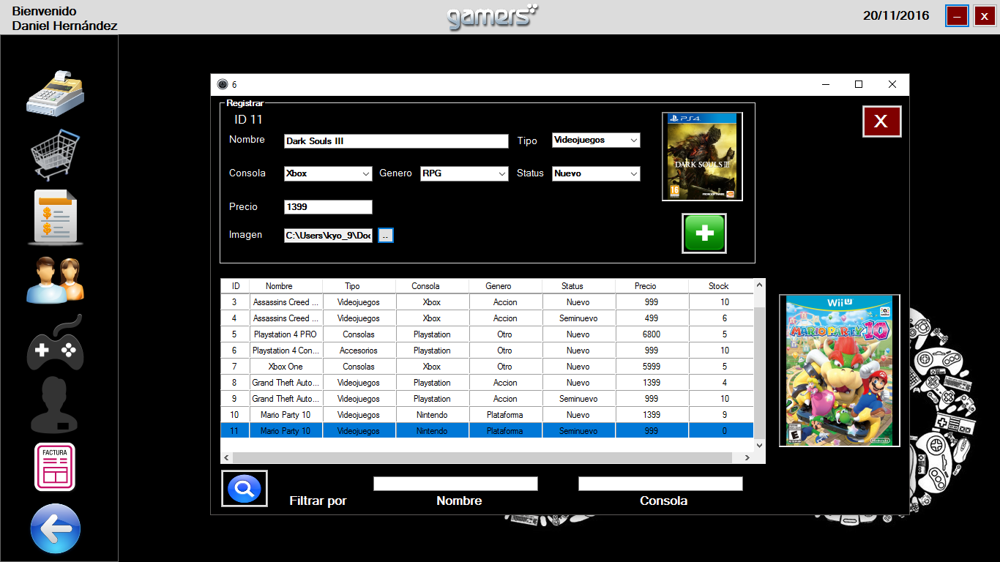 Bienvenido
Daniel Hernández
gamers
20/11/2016
–
X
6
Registrar
ID 11
Nombre
Dark Souls III
Tipo
Videojuegos
Consola
Xbox
Genero
RPG
Status
Nuevo
Precio
1399
Imagen
C:\Users\kyo_9\Doc
..
PS4
DARK SOULS III
16
FROM SOFTWARE
X
ID Nombre Tipo Consola Genero Status Precio Stock
3 Assassins Creed ... Videojuegos Xbox Accion Nuevo 999 10
4 Assassins Creed ... Videojuegos Xbox Accion Seminuevo 499 6
5 Playstation 4 PRO Consolas Playstation Otro Nuevo 6800 5
6 Playstation 4 Con... Accesorios Playstation Otro Nuevo 999 10
7 Xbox One Consolas Xbox Otro Nuevo 5999 5
8 Grand Theft Auto... Videojuegos Playstation Accion Nuevo 1399 4
9 Grand Theft Auto... Videojuegos Playstation Accion Seminuevo 999 10
10 Mario Party 10 Videojuegos Nintendo Plataforma Nuevo 1399 9
11 Mario Party 10 Videojuegos Nintendo Plataforma Seminuevo 999 0
Wii U
MARIO PARTY 10
E
Nintendo
FACTURA
Filtrar por
Nombre
Consola